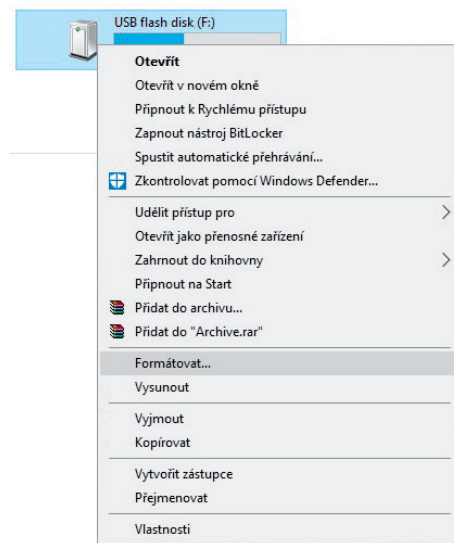 USB flash disk (F:)
Otevřít
Otevřít v novém okně
Připnout k Rychlému přístupu
Zapnout nástroj BitLocker
Spustit automatické přehrávání...
Zkontrolovat pomocí Windows Defender...
Udělit přístup pro
Otevřít jako přenosné zařízení
Zahrnout do knihovny
Připnout na Start
Přidat do archivu...
Přidat do "Archive.rar"
Formátovat...
Vysunout
Vyjmout
Kopírovat
Vytvořit zástupce
Přejmenovat
Vlastnosti